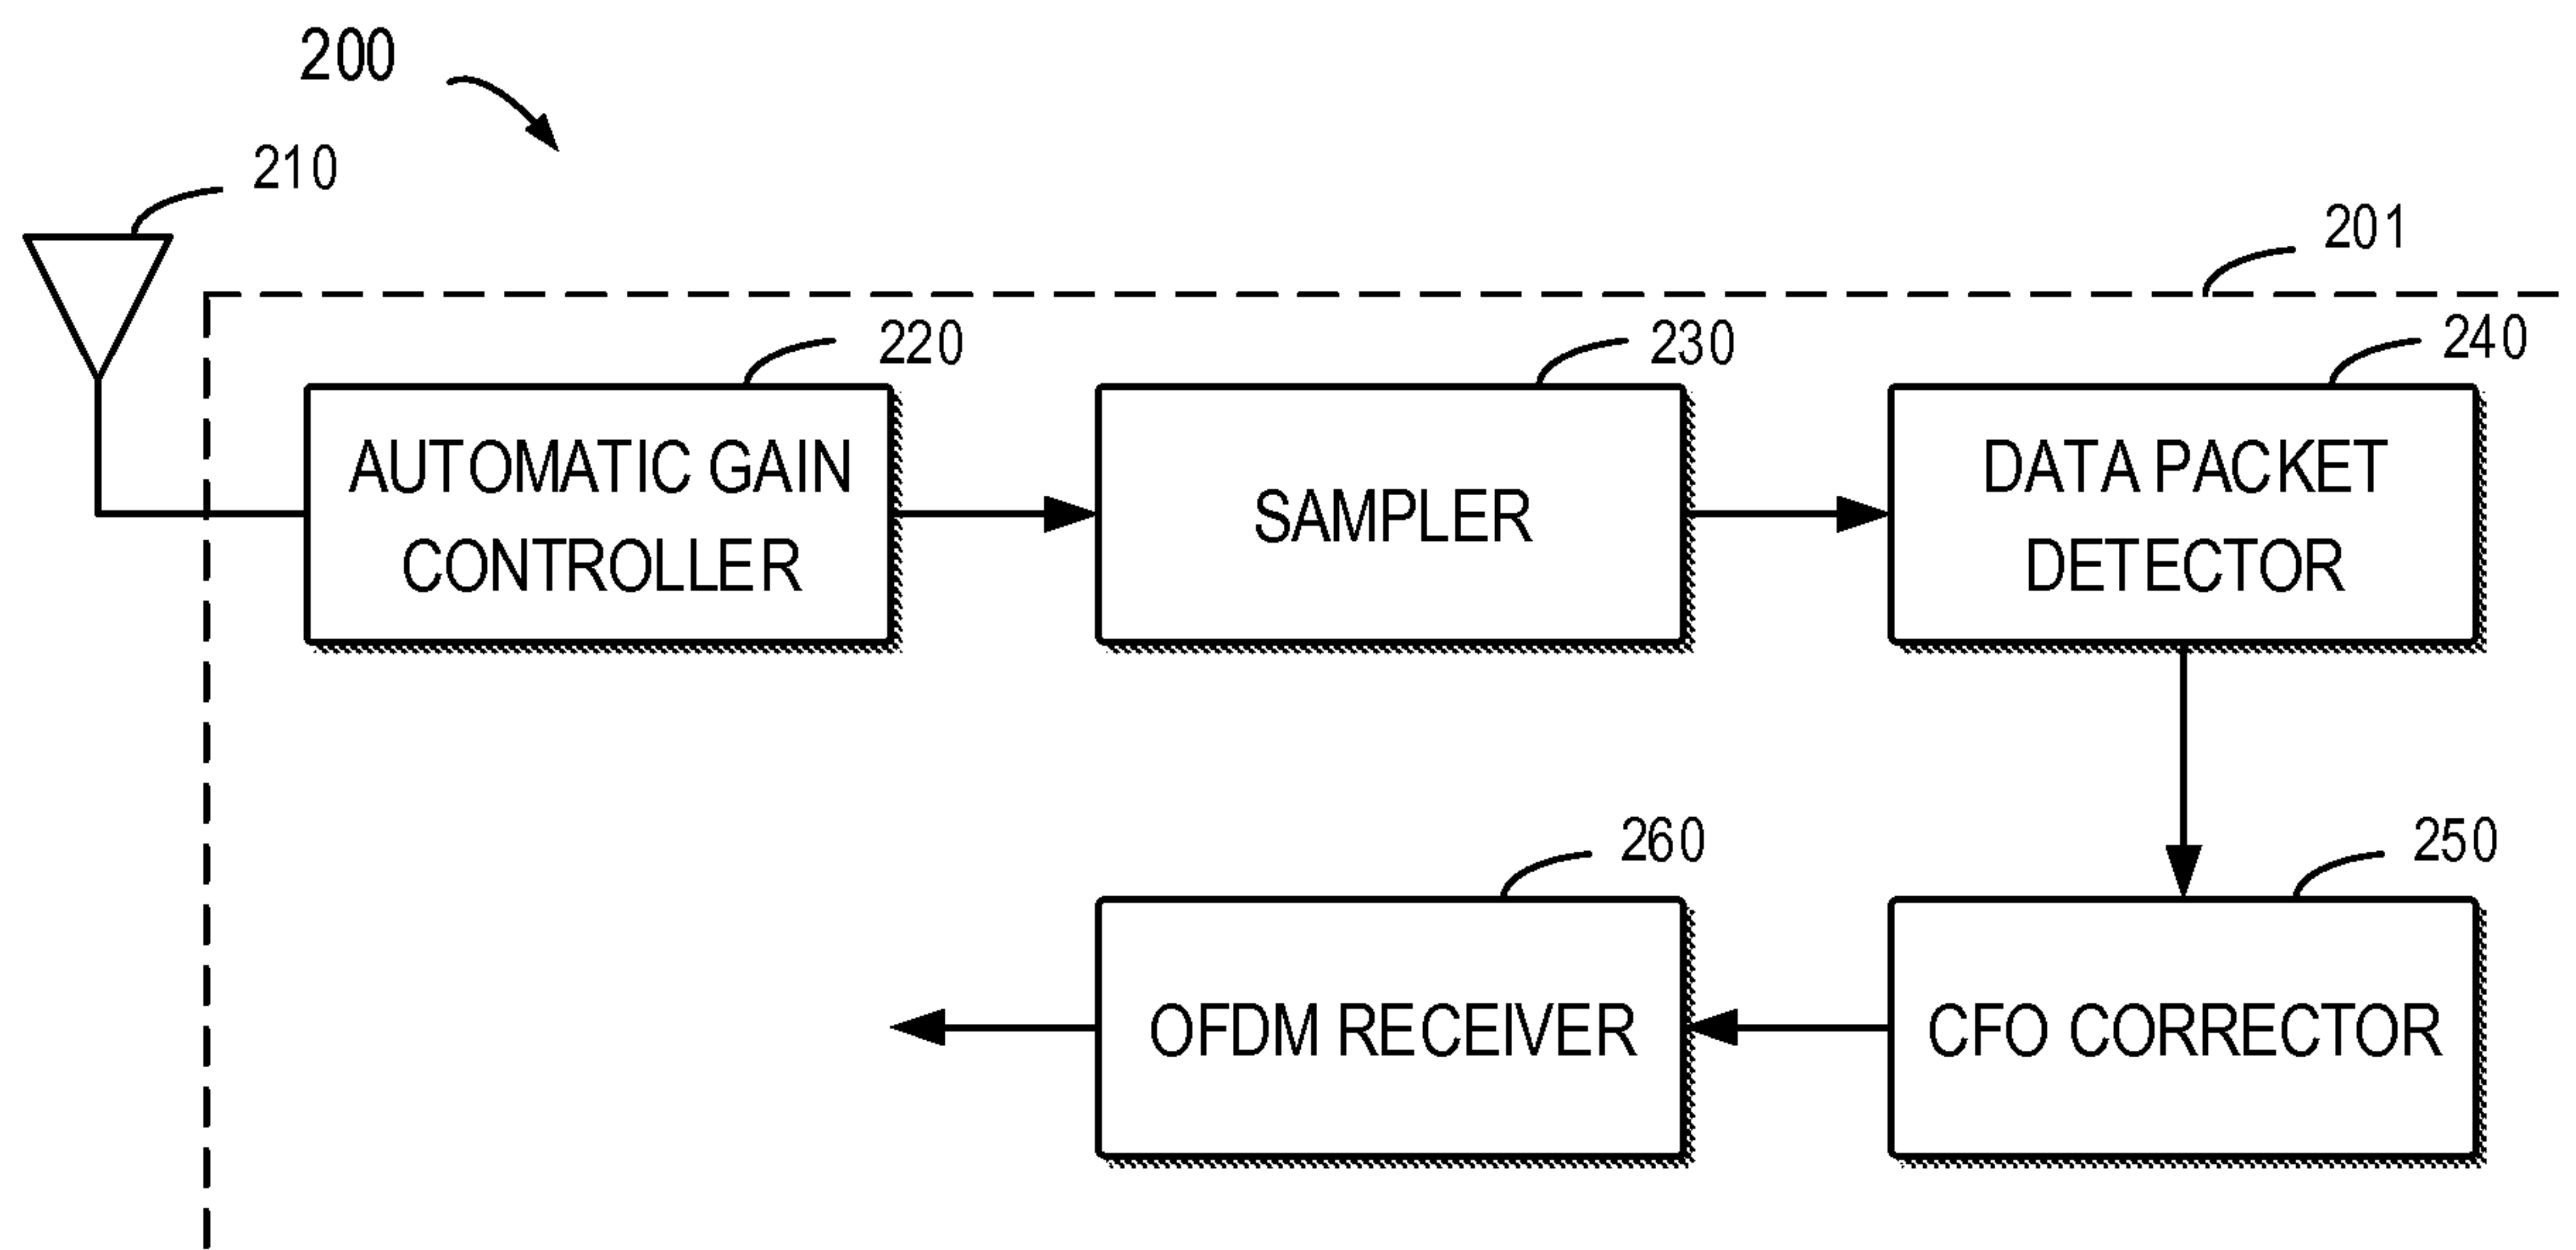 200
210
201
220
230
240
AUTOMATIC GAIN
CONTROLLER
SAMPLER
DATA PACKET
DETECTOR
260
250
OFDM RECEIVER
CFO CORRECTOR